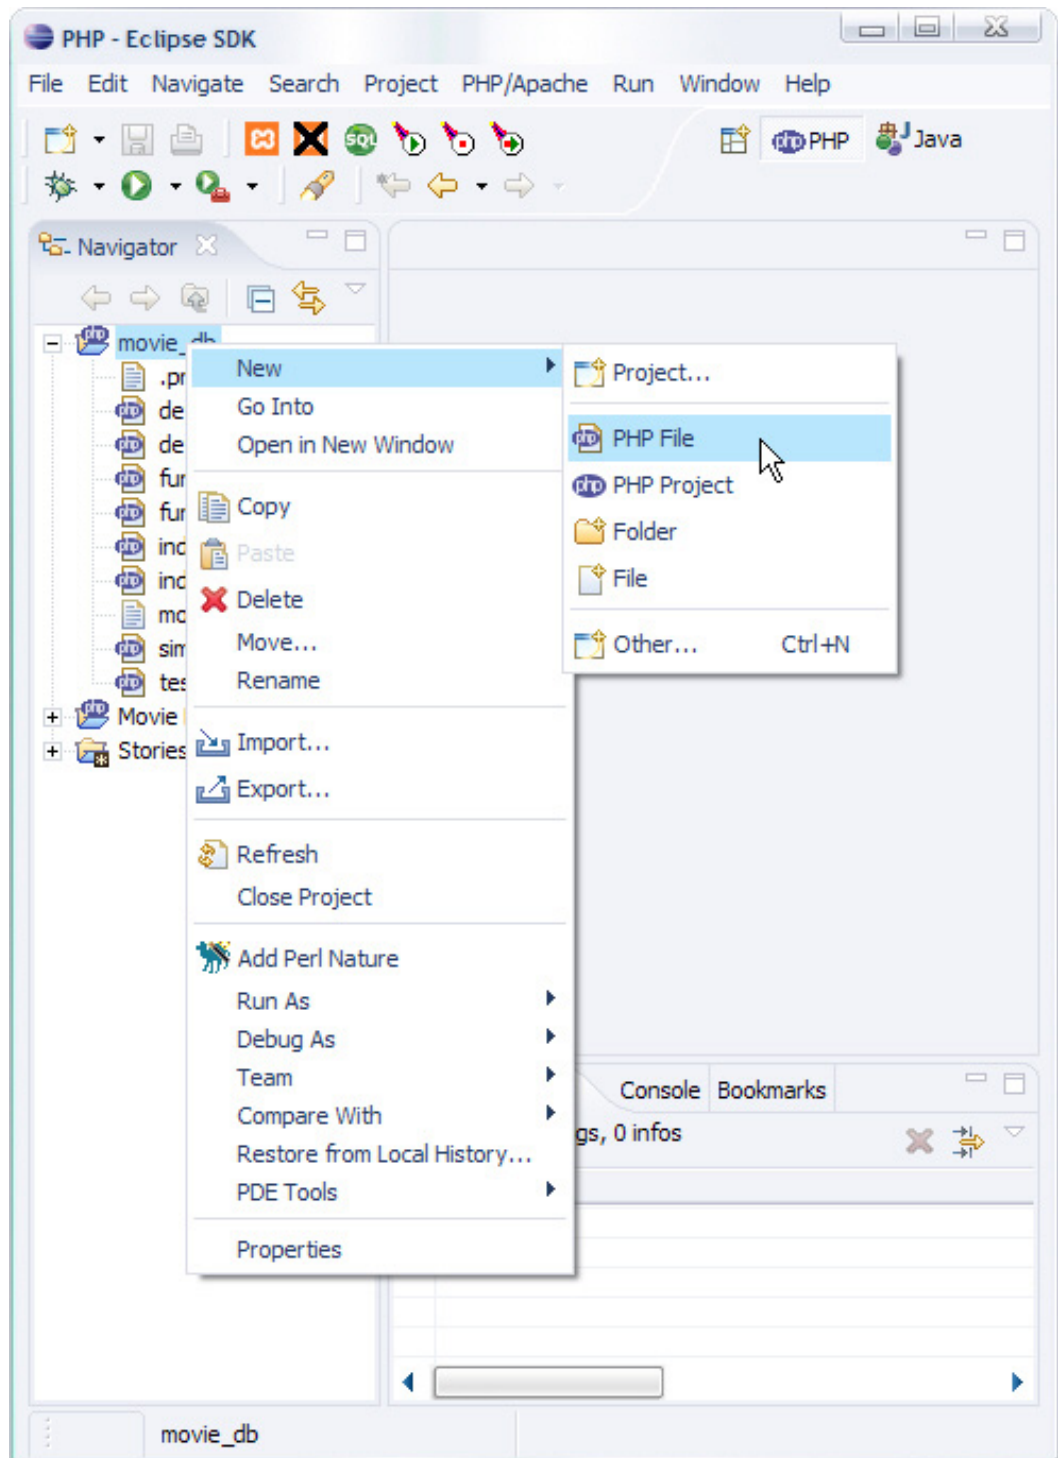 PHP - Eclipse SDK
File Edit Navigate Search Project PHP/Apache Run Window Help
SQL
php PHP Java
Navigator
movie_db
New
Go Into
Open in New Window
Copy
Paste
Delete
Move...
Rename
Import...
Export...
Refresh
Close Project
Add Perl Nature
Run As
Debug As
Team
Compare With
Restore from Local History...
PDE Tools
Properties
Project...
PHP File
PHP Project
Folder
File
Other... Ctrl+N
.pr
de
de
fur
fur
ind
ind
mo
sim
tes
Movie
Stories
Console Bookmarks
gs, 0 infos
movie_db